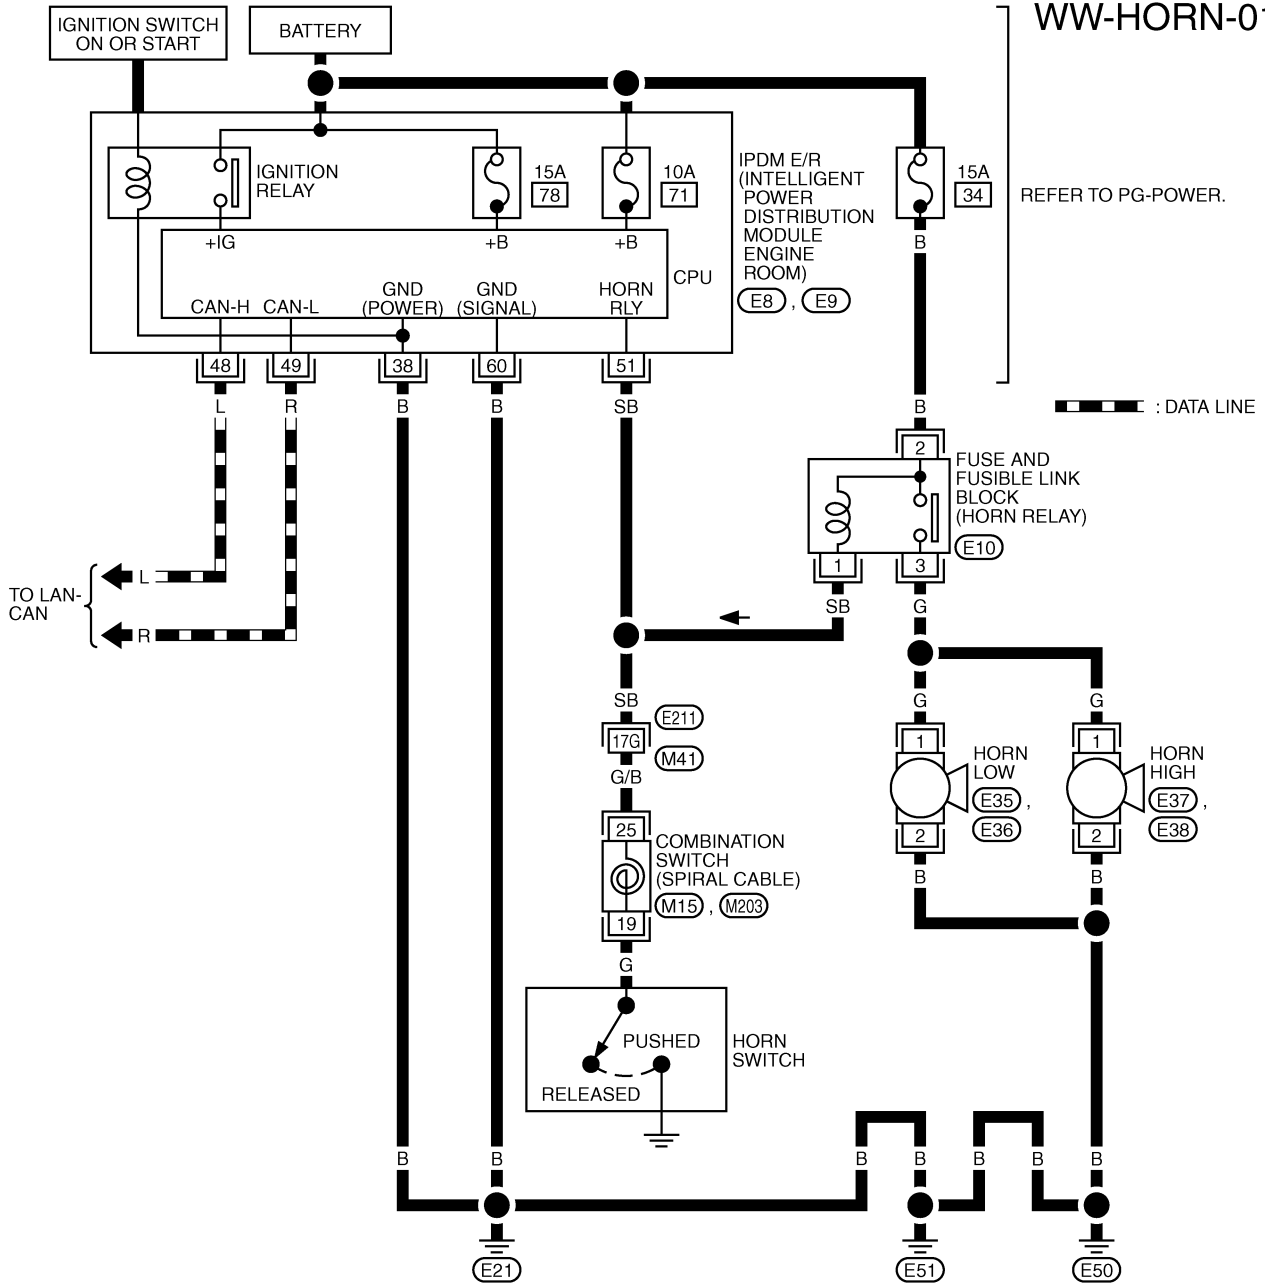 WW-HORN-01
IGNITION SWITCH
ON OR START
BATTERY
IGNITION
RELAY
15A
78
10A
71
IPDM E/R
(INTELLIGENT
POWER
DISTRIBUTION
MODULE
ENGINE
ROOM)
E8 , E9
15A
34
REFER TO PG-POWER.
+IG
+B
+B
B
CPU
CAN-H
CAN-L
GND
(POWER)
GND
(SIGNAL)
HORN
RLY
48
49
38
60
51
L
R
B
B
SB
B
: DATA LINE
2
FUSE AND
FUSIBLE LINK
BLOCK
(HORN RELAY)
E10
1
3
TO LAN-
CAN
L
R
SB
G
SB
E211
17G
M41
G/B
G
G
1
HORN
LOW
E35 ,
E36
2
1
HORN
HIGH
E37 ,
E38
2
25
COMBINATION
SWITCH
(SPIRAL CABLE)
M15 , M203
19
B
B
G
PUSHED
RELEASED
HORN
SWITCH
B
B
B
B
B
B
B
E21
E51
E50